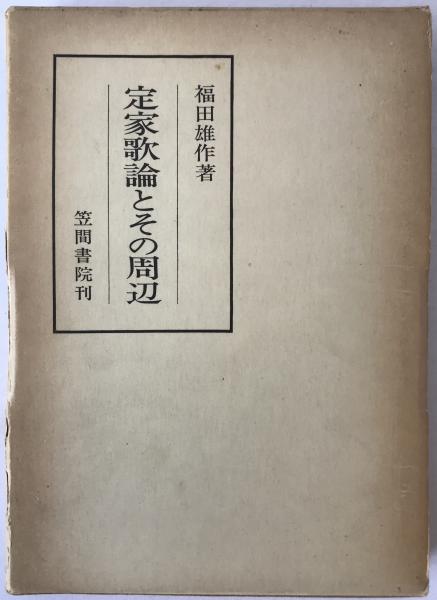 福田雄作著
定家歌論とその周辺
笠間書院刊